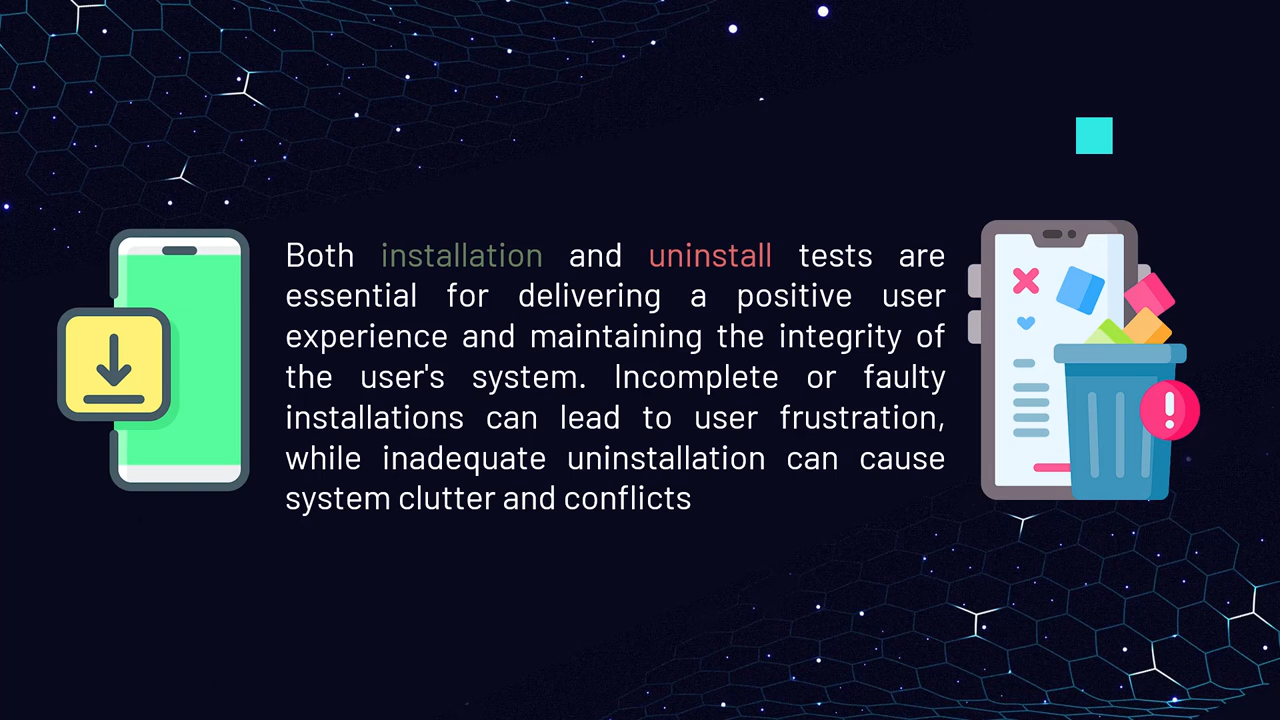 Both installation and uninstall tests are
essential for delivering a positive user
experience and maintaining the integrity of
the user's system. Incomplete or faulty
installations can lead to user frustration,
while inadequate uninstallation can cause
system clutter and conflicts